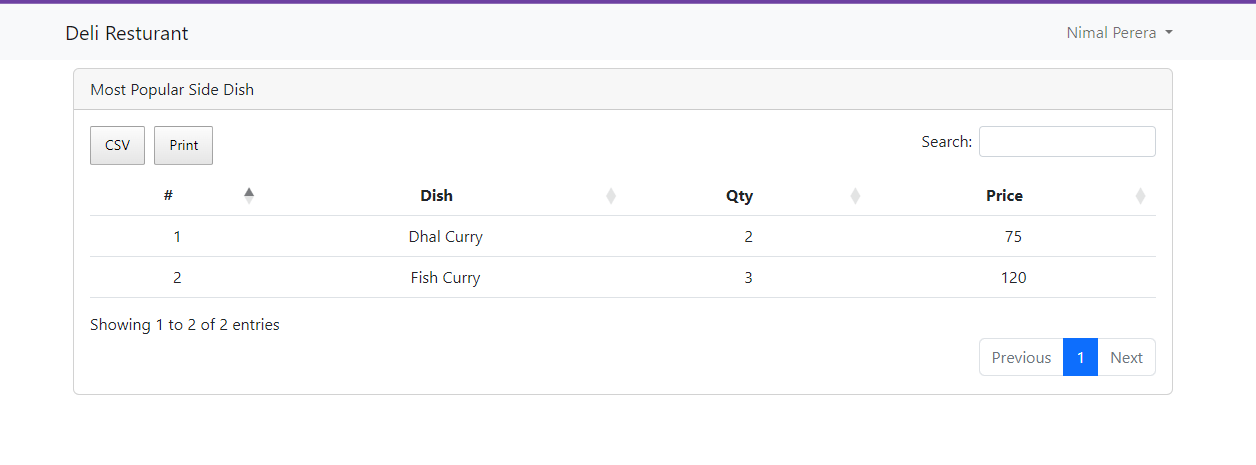 Deli Resturant Nimal Perera
Most Popular Side Dish
CSV Print Search:
# Dish Qty Price
1 Dhal Curry 2 75
2 Fish Curry 3 120
Showing 1 to 2 of 2 entries
Previous 1 Next